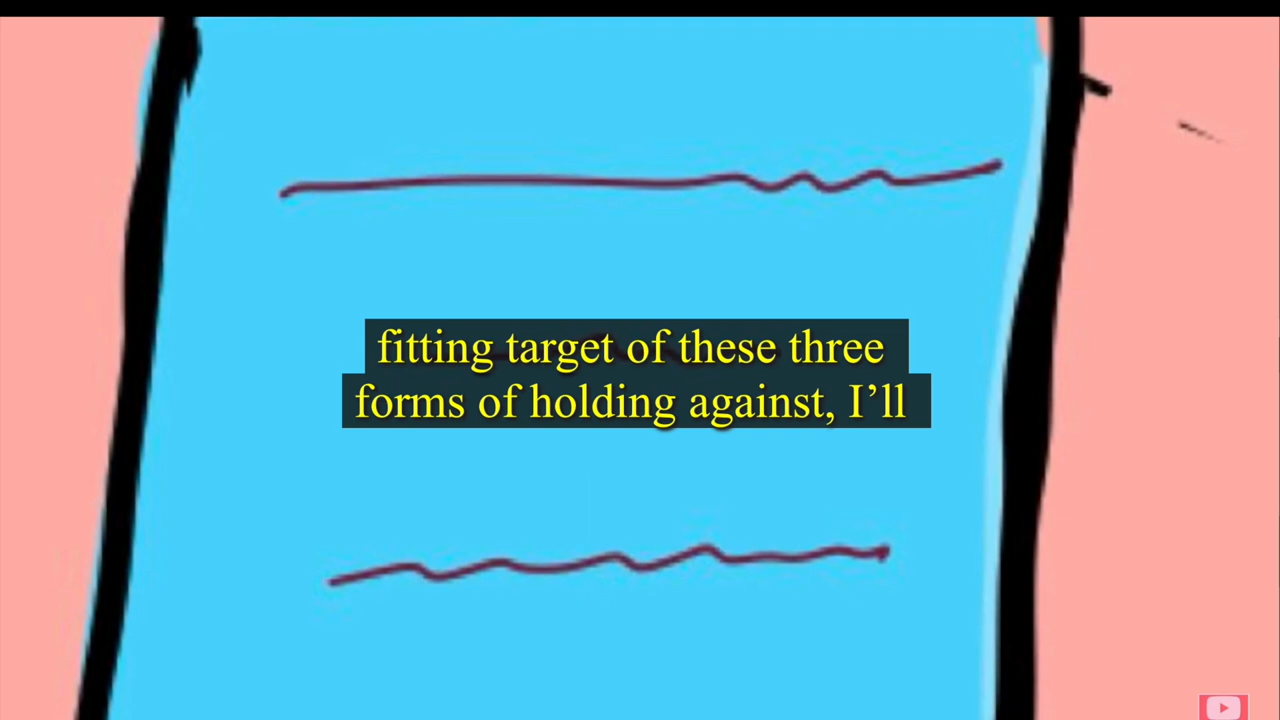 fitting target of these three
forms of holding against, I’ll